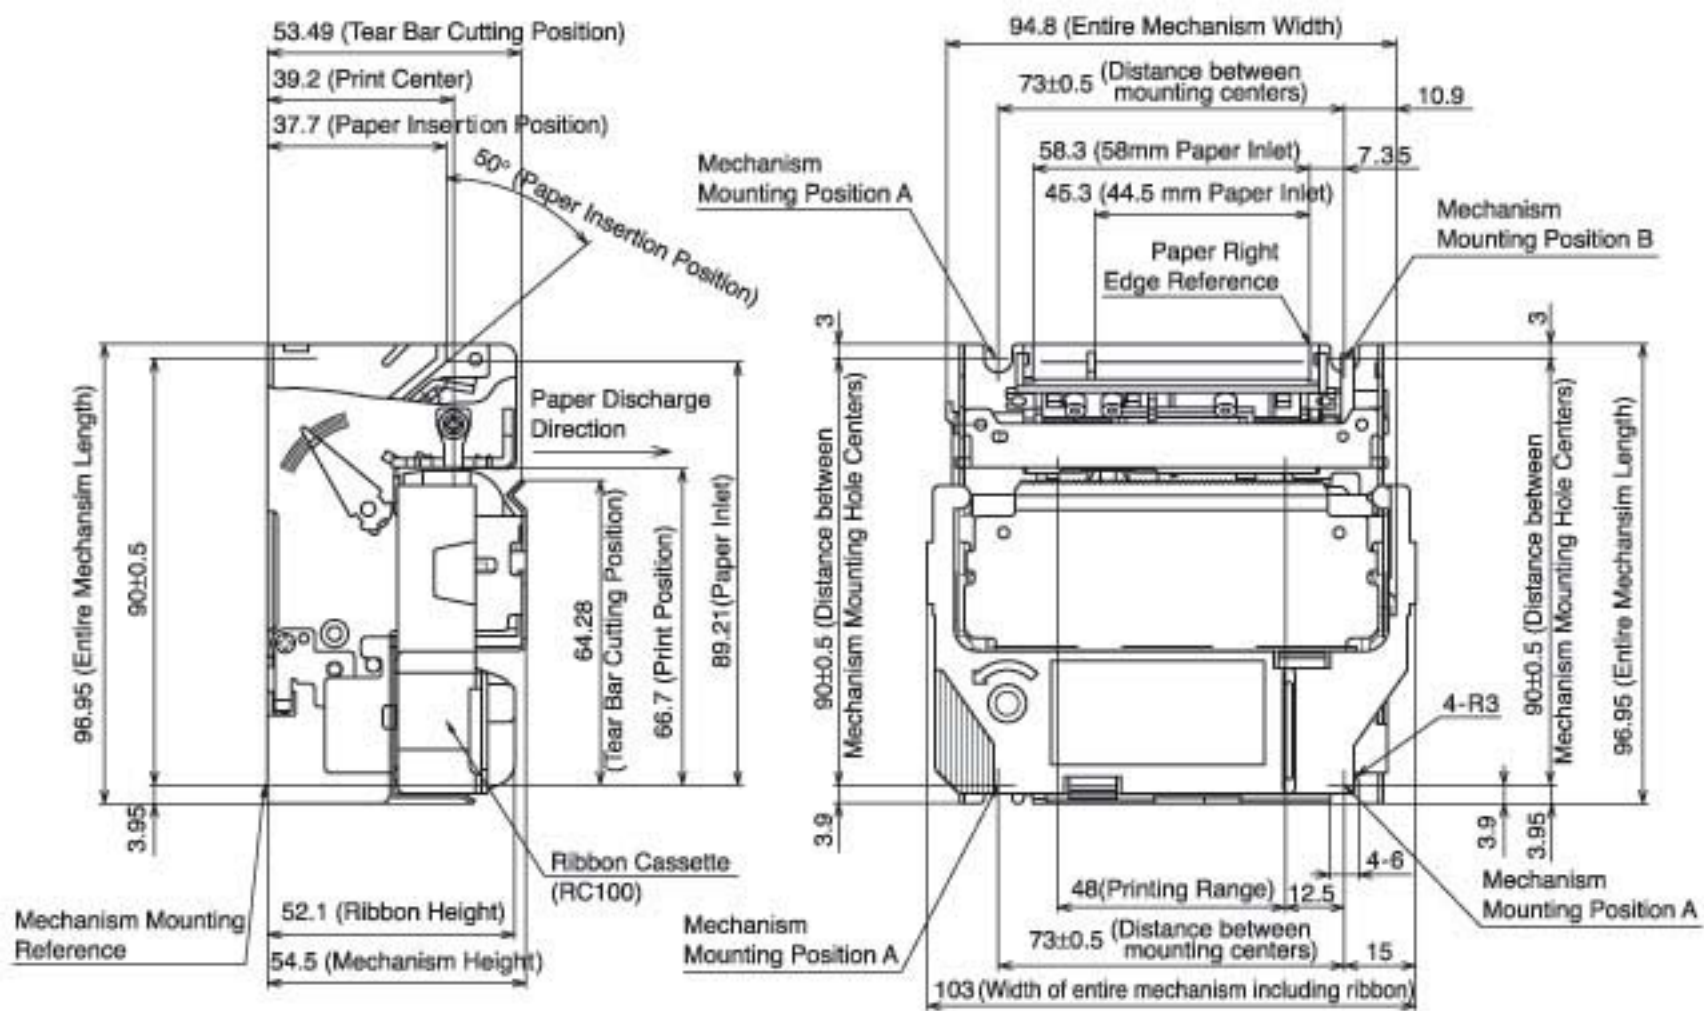 53.49 (Tear Bar Cutting Position)
39.2 (Print Center)
37.7 (Paper Insertion Position)
50° (Paper Insertion Position)
96.95 (Entire Mechansim Length)
90±0.5
3.95
Paper Discharge
Direction
64.28
(Tear Bar Cutting Position)
66.7 (Print Position)
89.21(Paper Inlet)
Ribbon Cassette
(RC100)
Mechanism Mounting
Reference
52.1 (Ribbon Height)
54.5 (Mechanism Height)
94.8 (Entire Mechanism Width)
73±0.5 (Distance between
mounting centers)
10.9
58.3 (58mm Paper Inlet)
7.35
45.3 (44.5 mm Paper Inlet)
Mechanism
Mounting Position A
Mechanism
Mounting Position B
Paper Right
Edge Reference
3
3
90±0.5 (Distance between
Mechanism Mounting Hole Centers)
90±0.5 (Distance between
Mechanism Mounting Hole Centers)
96.95 (Entire Mechansim Length)
4-R3
3.9
3.9
3.95
4-6
48(Printing Range)
12.5
Mechanism
Mounting Position A
Mechanism
Mounting Position A
73±0.5 (Distance between
mounting centers)
15
103 (Width of entire mechanism including ribbon)